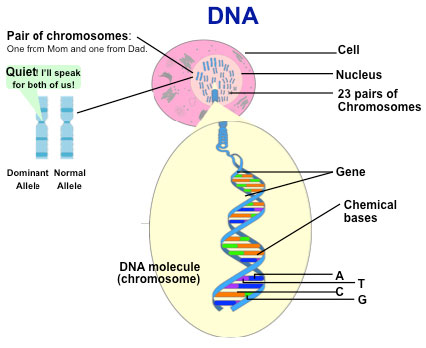 DNA
Pair of chromosomes:
One from Mom and one from Dad.
Quiet! I'll speak
for both of us!
Dominant
Allele
Normal
Allele
Cell
Nucleus
23 pairs of
Chromosomes
Gene
Chemical
bases
DNA molecule
(chromosome)
A
T
C
G